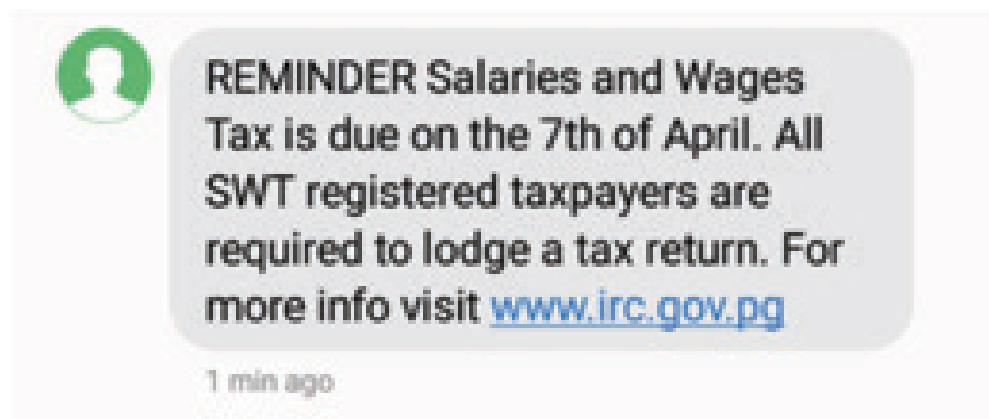 REMINDER Salaries and Wages
Tax is due on the 7th of April. All
SWT registered taxpayers are
required to lodge a tax return. For
more info visit www.irc.gov.pg
1 min ago